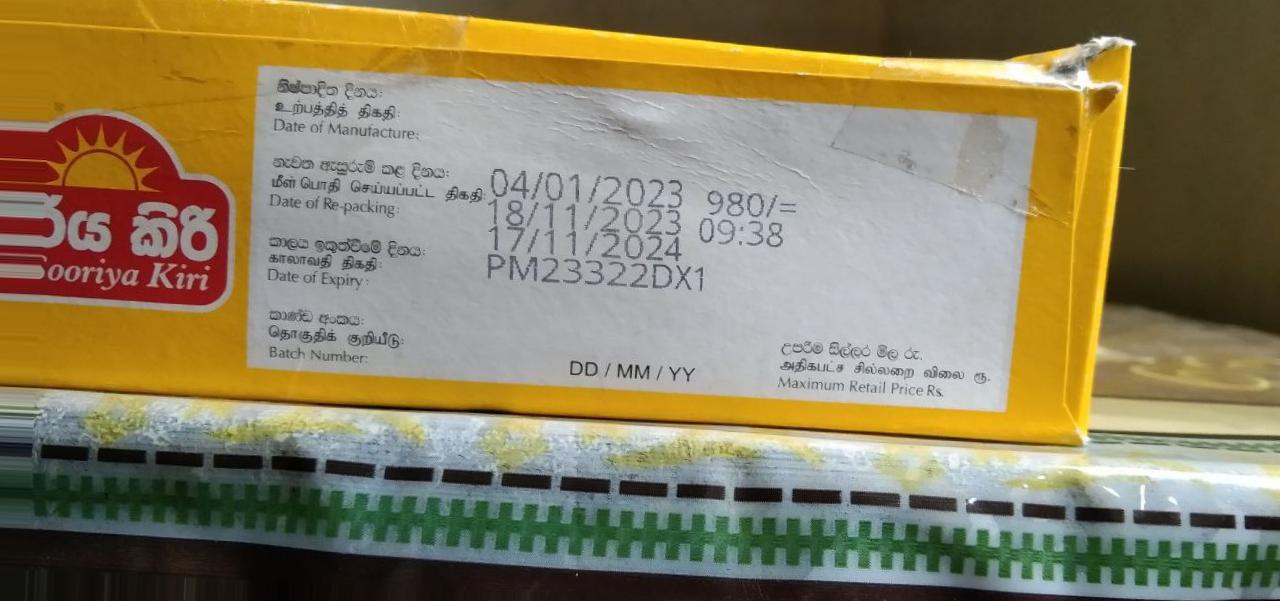 නිෂ්පාදිත දිනය:
உற்பத்தித் திகதி:
Date of Manufacture:
නැවත ඇසුරුම් කළ දිනය:
மீள் பொதி செய்யப்பட்ட திகதி:
Date of Re-packing:
04/01/2023 980/=
18/11/2023 09:38
17/11/2024
PM23322DX1
කාලය ඉකුත්වීමේ දිනය:
காலாவதி திகதி:
Date of Expiry:
කාණ්ඩ අංකය:
தொகுதிக் குறியீடு:
Batch Number:
DD / MM / YY
උපරිම සිල්லර මිල රු.
அதிகபட்ச சில்லறை விலை ரூ.
Maximum Retail Price Rs.
කිරි
ooriya Kiri